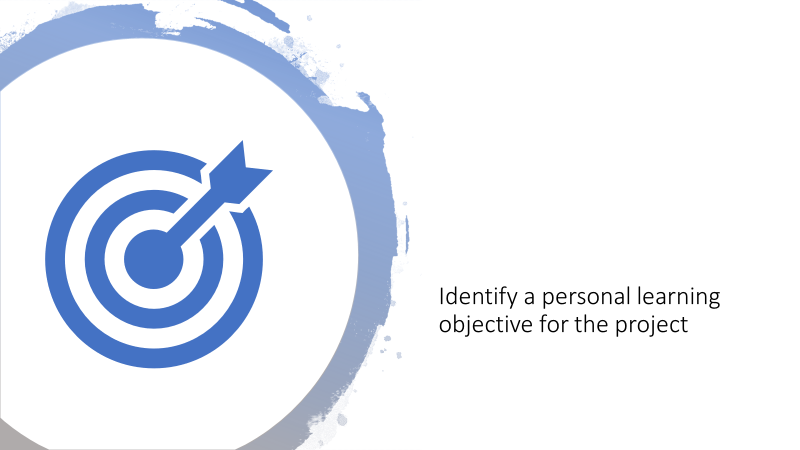 Identify a personal learning
objective for the project